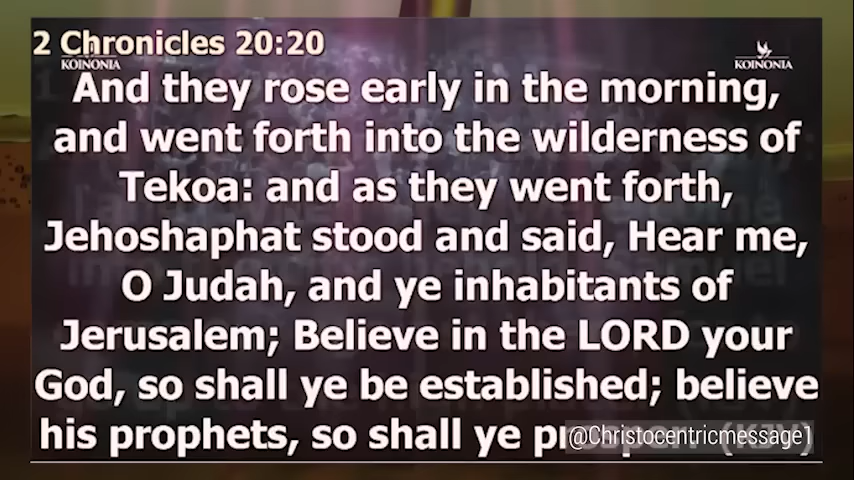 2 Chronicles 20:20
KOINONIA
KOINONIA
And they rose early in the morning,
and went forth into the wilderness of
Tekoa: and as they went forth,
Jehoshaphat stood and said, Hear me,
O Judah, and ye inhabitants of
Jerusalem; Believe in the LORD your
God, so shall ye be established; believe
his prophets, so shall ye prosper. (KJV)
@Christocentricmessage1